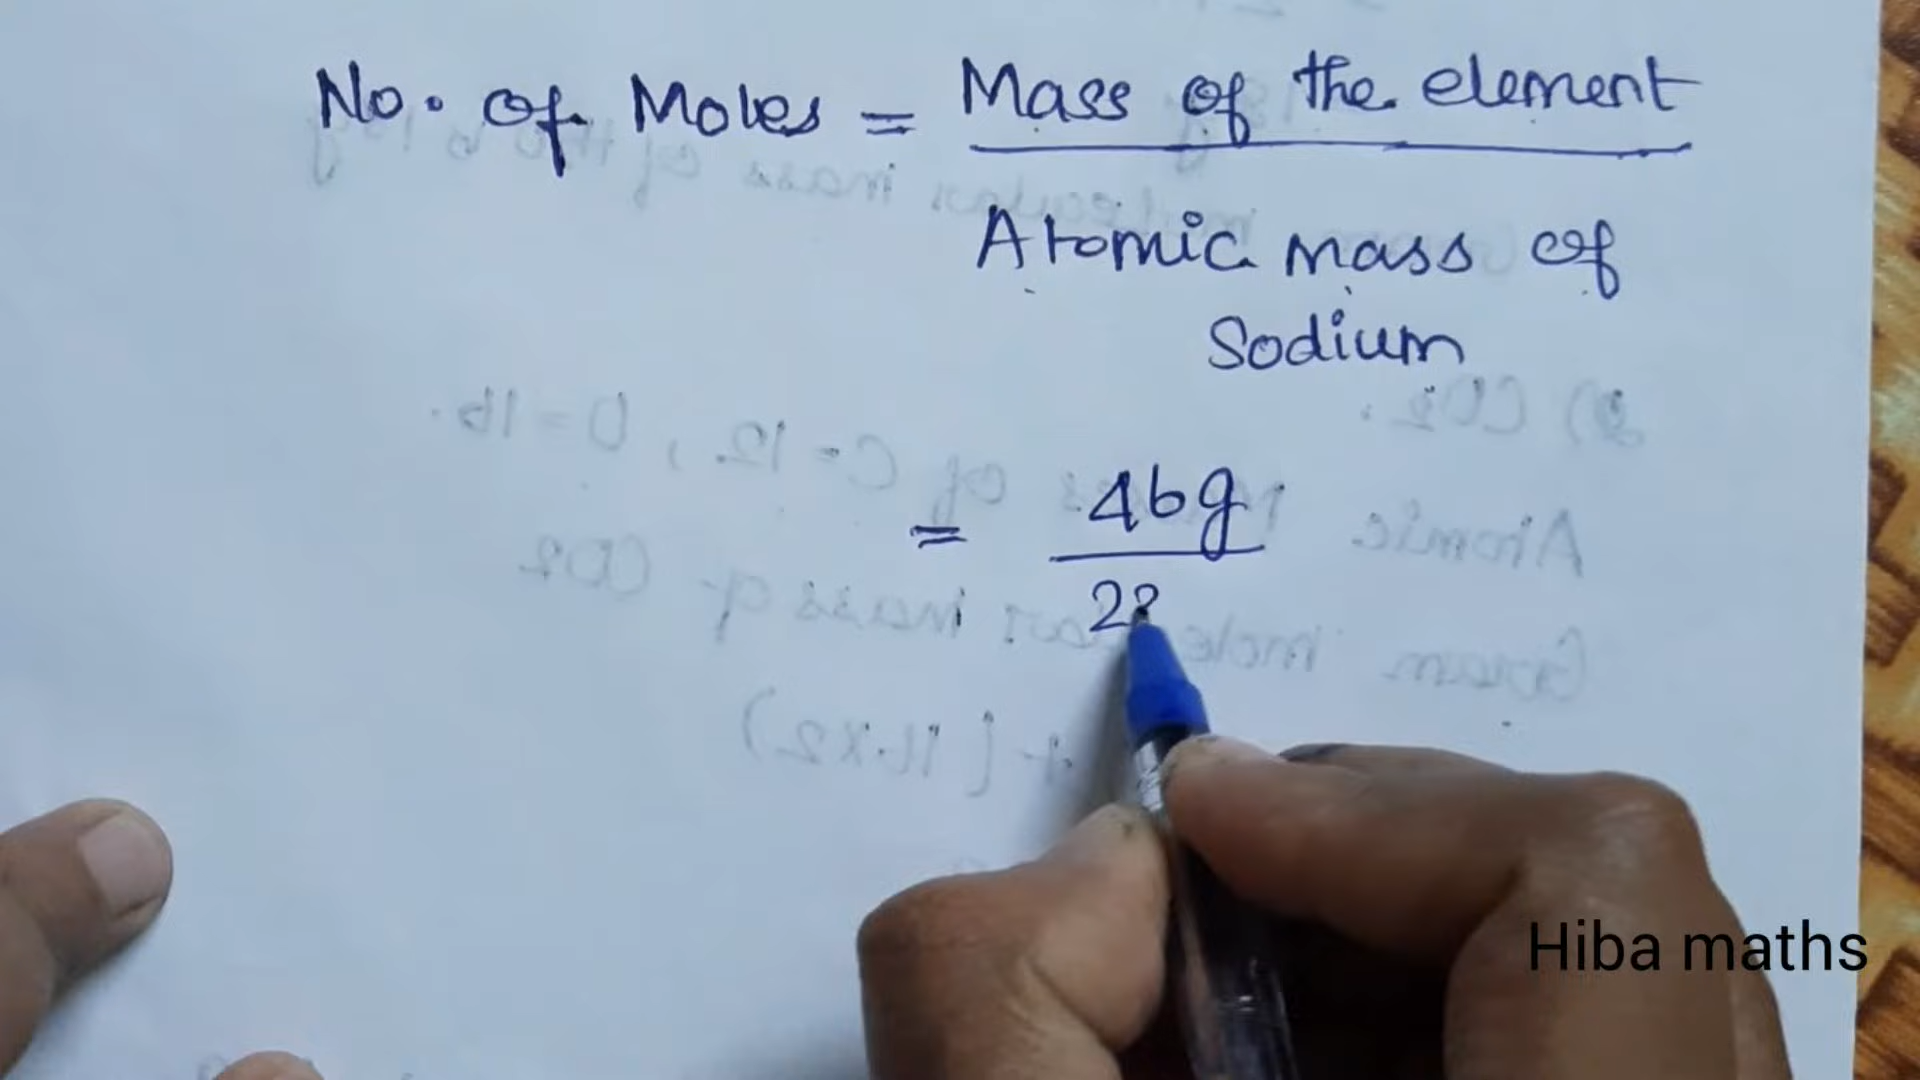 No. of Moles = Mass of the element
Atomic mass of
Sodium
= 46g
23
Hiba maths